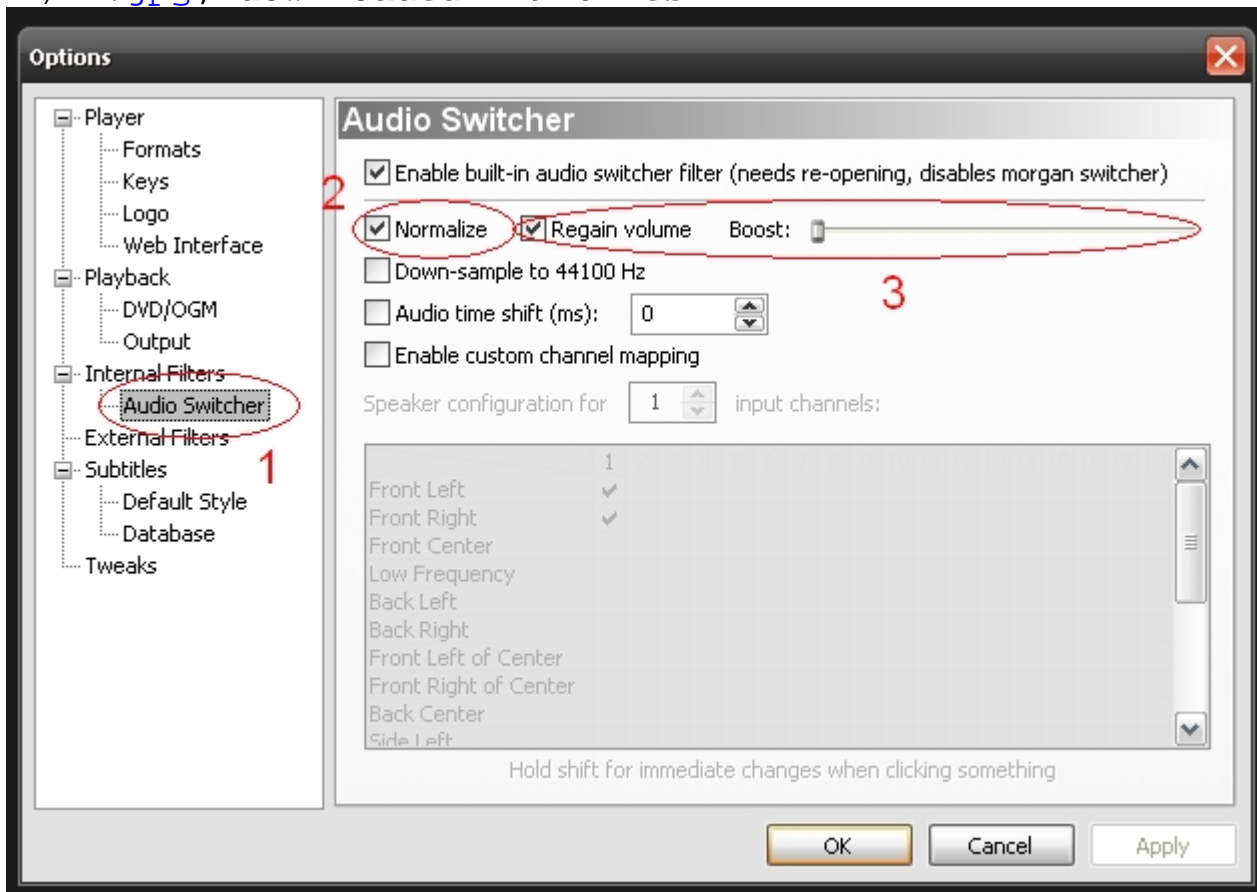 Options
Player
Formats
Keys
Logo
Web Interface
Playback
DVD/OGM
Output
Internal Filters
Audio Switcher
External Filters
Subtitles
Default Style
Database
Tweaks
1
Audio Switcher
Enable built-in audio switcher filter (needs re-opening, disables morgan switcher)
2
Normalize Regain volume Boost:
3
Down-sample to 44100 Hz
Audio time shift (ms): 0
Enable custom channel mapping
Speaker configuration for 1 input channels:
1
Front Left
Front Right
Front Center
Low Frequency
Back Left
Back Right
Front Left of Center
Front Right of Center
Back Center
Side Left
Hold shift for immediate changes when clicking something
OK Cancel Apply